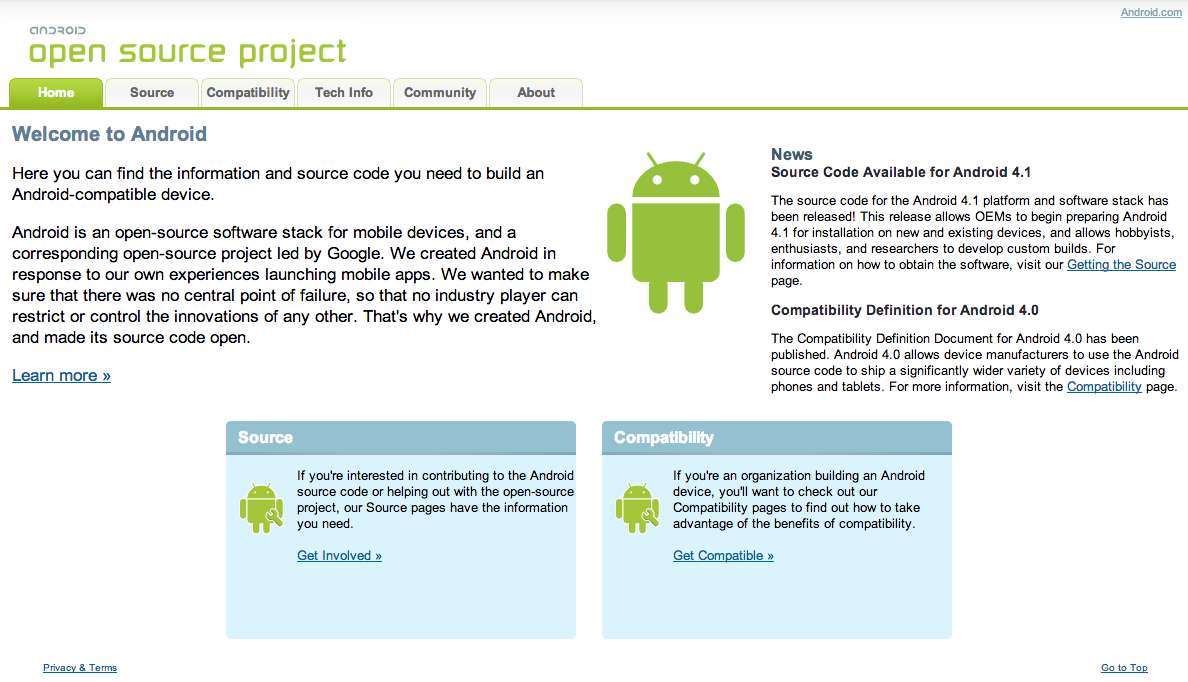 Android.com
ANDROID
open source project
Home
Source
Compatibility
Tech Info
Community
About
Welcome to Android
Here you can find the information and source code you need to build an
Android-compatible device.
Android is an open-source software stack for mobile devices, and a
corresponding open-source project led by Google. We created Android in
response to our own experiences launching mobile apps. We wanted to make
sure that there was no central point of failure, so that no industry player can
restrict or control the innovations of any other. That's why we created Android,
and made its source code open.
Learn more »
News
Source Code Available for Android 4.1
The source code for the Android 4.1 platform and software stack has
been released! This release allows OEMs to begin preparing Android
4.1 for installation on new and existing devices, and allows hobbyists,
enthusiasts, and researchers to develop custom builds. For
information on how to obtain the software, visit our Getting the Source
page.
Compatibility Definition for Android 4.0
The Compatibility Definition Document for Android 4.0 has been
published. Android 4.0 allows device manufacturers to use the Android
source code to ship a significantly wider variety of devices including
phones and tablets. For more information, visit the Compatibility page.
Source
If you're interested in contributing to the Android
source code or helping out with the open-source
project, our Source pages have the information
you need.
Get Involved »
Compatibility
If you're an organization building an Android
device, you'll want to check out our
Compatibility pages to find out how to take
advantage of the benefits of compatibility.
Get Compatible »
Privacy & Terms
Go to Top